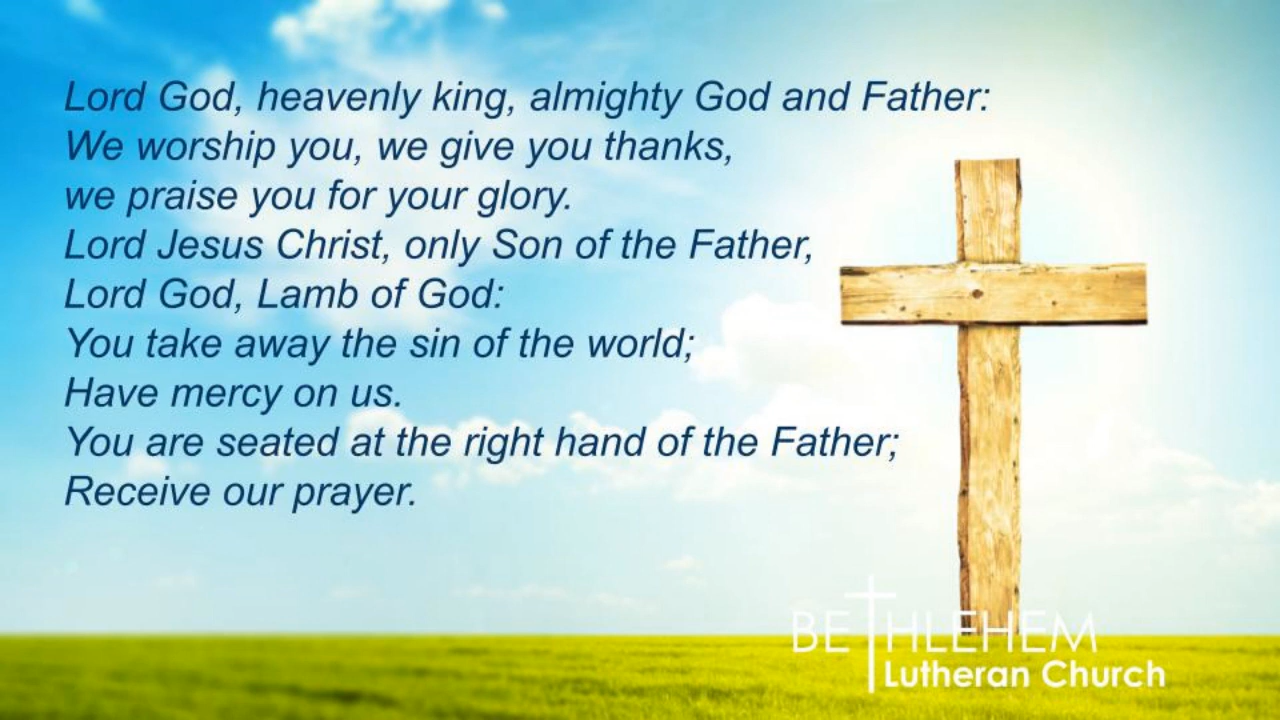 Lord God, heavenly king, almighty God and Father:
We worship you, we give you thanks,
we praise you for your glory.
Lord Jesus Christ, only Son of the Father,
Lord God, Lamb of God:
You take away the sin of the world;
Have mercy on us.
You are seated at the right hand of the Father;
Receive our prayer.
BETHLEHEM
Lutheran Church